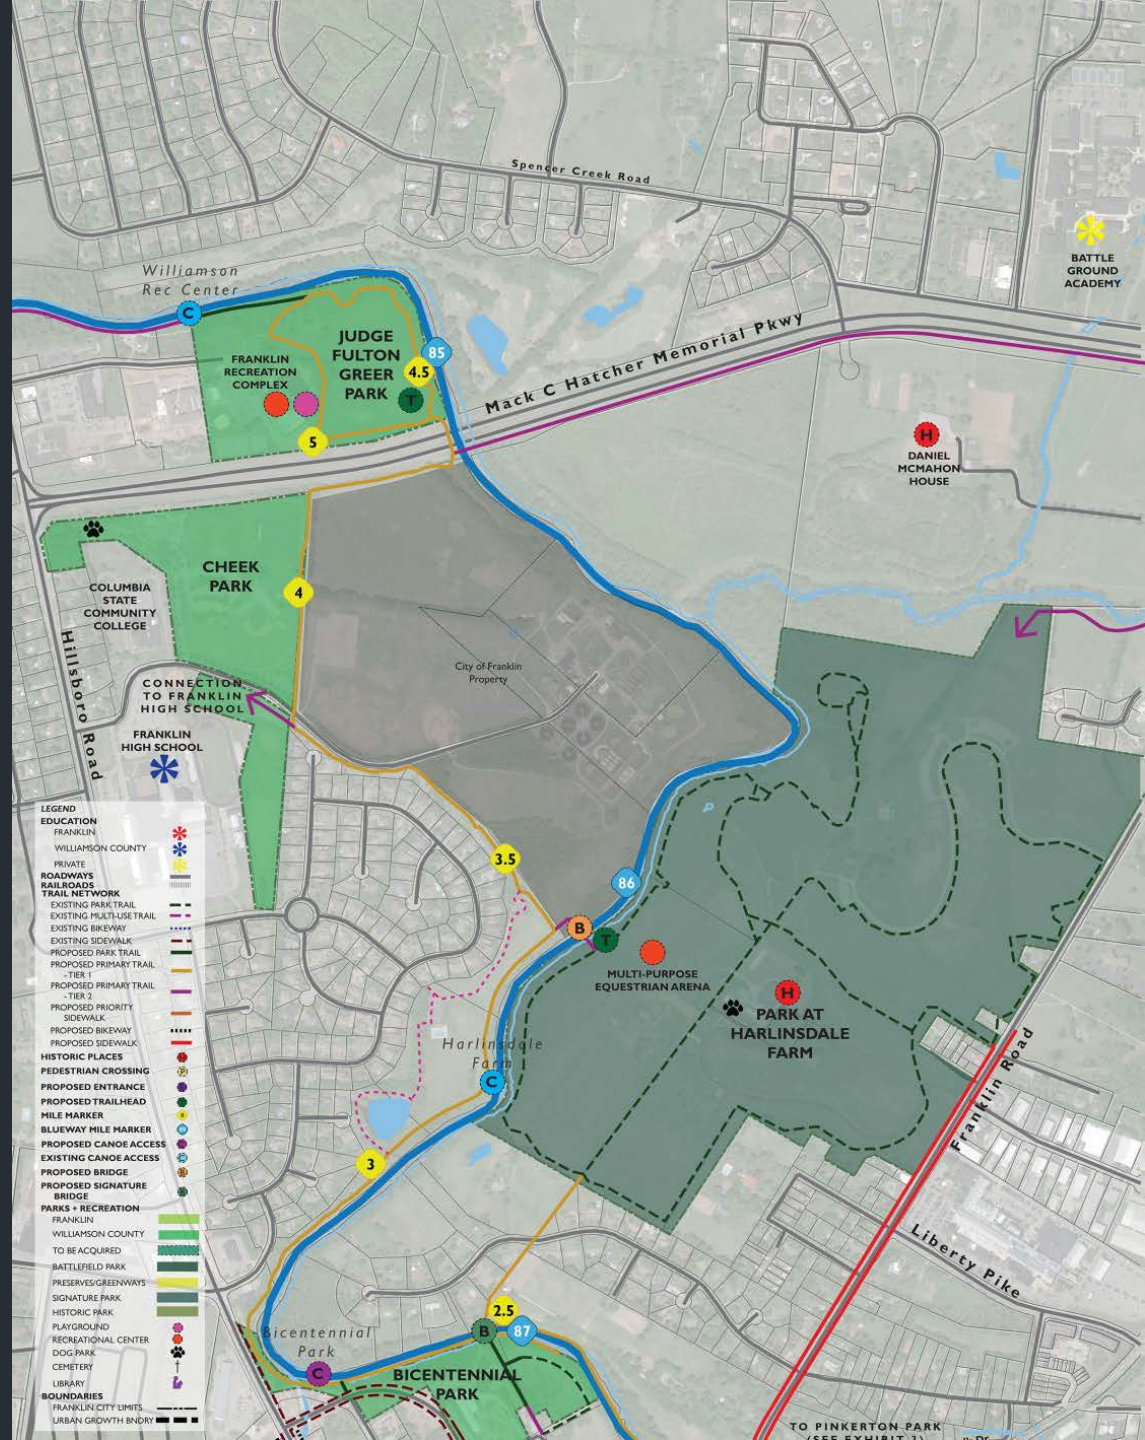 Spencer Creek Road
BATTLE
GROUND
ACADEMY
Williamson
Rec Center
C
JUDGE
FULTON
GREER
PARK
85
4.5
T
FRANKLIN
RECREATION
COMPLEX
5
Mack C Hatcher Memorial Pkwy
H
DANIEL
MCMAHON
HOUSE
CHEEK
PARK
4
COLUMBIA
STATE
COMMUNITY
COLLEGE
Hillsboro Road
City of Franklin
Property
CONNECTION
TO FRANKLIN
HIGH SCHOOL
FRANKLIN
HIGH SCHOOL
3.5
86
B
T
MULTI-PURPOSE
EQUESTRIAN ARENA
H
PARK AT
HARLINSDALE
FARM
Harlinsdale
Farm
C
3
Franklin Road
Liberty Pike
2.5
B
87
Bicentennial
Park
C
BICENTENNIAL
PARK
TO PINKERTON PARK
(SEE EXHIBIT 3)
LEGEND
EDUCATION
FRANKLIN
WILLIAMSON COUNTY
PRIVATE
ROADWAYS
RAILROADS
TRAIL NETWORK
EXISTING PARK TRAIL
EXISTING MULTI-USE TRAIL
EXISTING BIKEWAY
EXISTING SIDEWALK
PROPOSED PARK TRAIL
PROPOSED PRIMARY TRAIL
- TIER 1
PROPOSED PRIMARY TRAIL
- TIER 2
PROPOSED PRIORITY
SIDEWALK
PROPOSED BIKEWAY
PROPOSED SIDEWALK
HISTORIC PLACES
PEDESTRIAN CROSSING
PROPOSED ENTRANCE
PROPOSED TRAILHEAD
MILE MARKER
BLUEWAY MILE MARKER
PROPOSED CANOE ACCESS
EXISTING CANOE ACCESS
PROPOSED BRIDGE
PROPOSED SIGNATURE
BRIDGE
PARKS + RECREATION
FRANKLIN
WILLIAMSON COUNTY
TO BE ACQUIRED
BATTLEFIELD PARK
PRESERVES/GREENWAYS
SIGNATURE PARK
HISTORIC PARK
PLAYGROUND
RECREATIONAL CENTER
DOG PARK
CEMETERY
LIBRARY
BOUNDARIES
FRANKLIN CITY LIMITS
URBAN GROWTH BNDRY